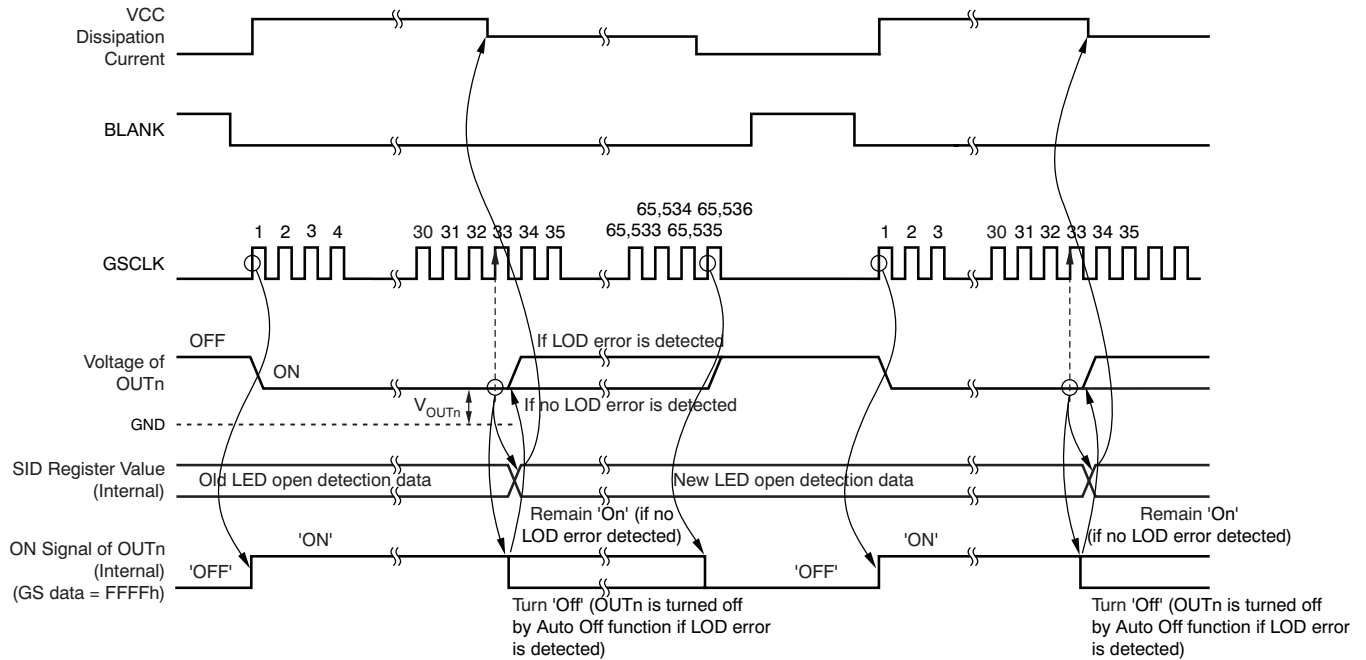 VCC
Dissipation
Current
BLANK
65,534 65,536
1 2 3 4 30 31 32 33 34 35 65,533 65,535 1 2 3 30 31 32 33 34 35
GSCLK
OFF
If LOD error is detected
Voltage of
OUTn
ON
VOUTn
If no LOD error is detected
GND
SID Register Value
(Internal)
Old LED open detection data
New LED open detection data
Remain 'On' (if no
LOD error detected)
Remain 'On'
(if no LOD error detected)
ON Signal of OUTn
(Internal)
(GS data = FFFFh)
'OFF'
'ON'
'OFF'
'ON'
Turn 'Off' (OUTn is turned off
by Auto Off function if LOD error
is detected)
Turn 'Off' (OUTn is turned off
by Auto Off function if LOD error
is detected)